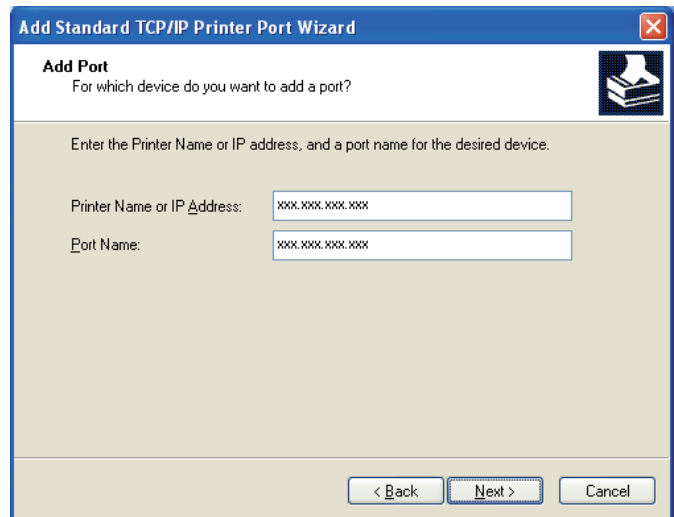 Add Standard TCP/IP Printer Port Wizard
Add Port
For which device do you want to add a port?
Enter the Printer Name or IP address, and a port name for the desired device.
Printer Name or IP Address: xxx.xxx.xxx.xxx
Port Name: xxx.xxx.xxx.xxx
< Back Next > Cancel